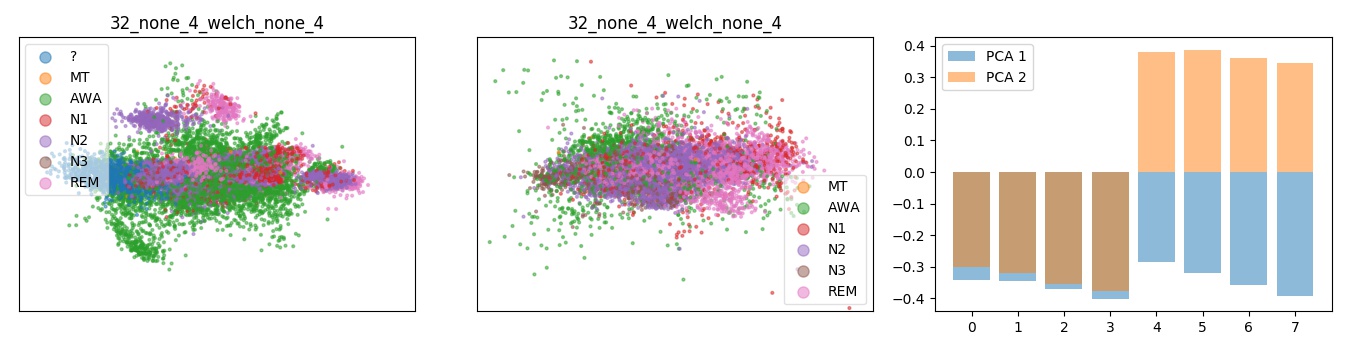 32_none_4_welch_none_4
?
MT
AWA
N1
N2
N3
REM
32_none_4_welch_none_4
MT
AWA
N1
N2
N3
REM
PCA 1
PCA 2
0.4
0.3
0.2
0.1
0.0
−0.1
−0.2
−0.3
−0.4
0 1 2 3 4 5 6 7